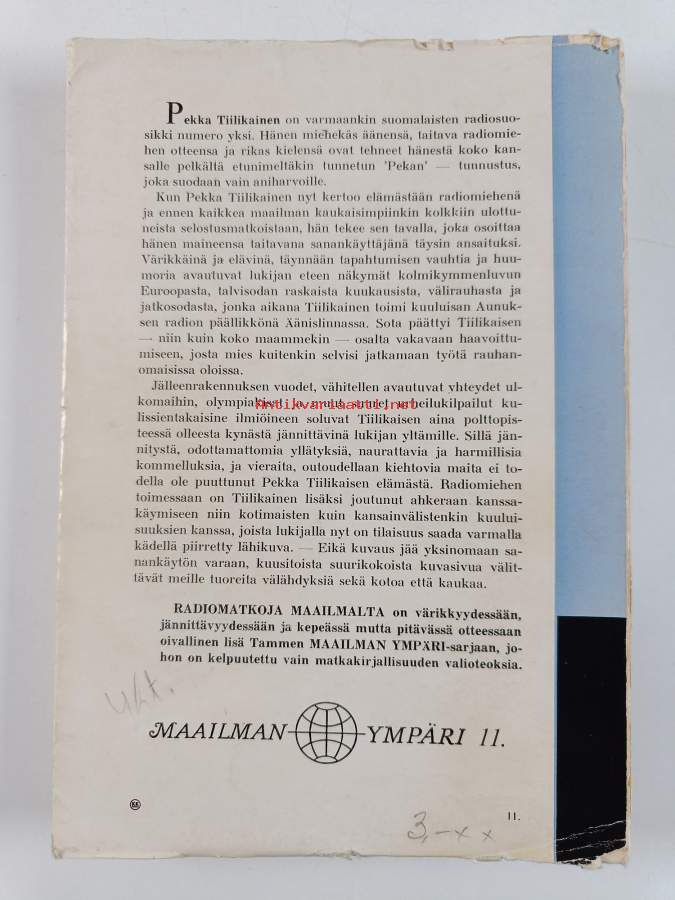 Pekka Tiilikainen on varmaankin suomalaisten radiosuo-
sikki numero yksi. Hänen miehekäs äänensä, taitava radiomie-
hen otteensa ja rikas kielensä ovat tehneet hänestä koko kan-
salle pelkältä etunimeltäkin tunnetun 'Pekan' — tunnustus,
joka suodaan vain aniharvoille.
Kun Pekka Tiilikainen nyt kertoo elämästään radiomiehenä
ja ennen kaikkea maailman kaukaisimpiinkin kolkkiin ulottu-
neista selostusmatkoistaan, hän tekee sen tavalla, joka osoittaa
hänen maineensa taitavana sanankäyttäjänä täysin ansaituksi.
Värikkäinä ja elävinä, täynnään tapahtumisen vauhtia ja huu-
moria avautuvat lukijan eteen näkymät kolmikymmenluvun
Euroopasta, talvisodan raskaista kuukausista, välirauhasta ja
jatkosodasta, jonka aikana Tiilikainen toimi kuuluisan Aunuk-
sen radion päällikkönä Äänislinnassa. Sota päättyi Tiilikaisen
— niin kuin koko maammekin — osalta vakavaan haavoittu-
miseen, josta mies kuitenkin selvisi jatkamaan työtä rauhan-
omaisissa oloissa.
Jälleenrakennuksen vuodet, vähitellen avautuvat yhteydet ul-
komaihin, olympiakisat ja muut suuret urheilukilpailut ku-
Antikvariaatti.net
lissientakaisine ilmiöineen soluvat Tiilikaisen aina polttopis-
teessä olleesta kynästä jännittävinä lukijan yltämille. Sillä jän-
nitystä, odottamattomia yllätyksiä, naurattavia ja harmillisia
kommelluksia, ja vieraita, outoudellaan kiehtovia maita ei to-
della ole puuttunut Pekka Tiilikaisen elämästä. Radiomiehen
toimessaan on Tiilikainen lisäksi joutunut ahkeraan kanssa-
käymiseen niin kotimaisten kuin kansainvälistenkin kuului-
suuksien kanssa, joista lukijalla nyt on tilaisuus saada varmalla
kädellä piirretty lähikuva. — Eikä kuvaus jää yksinomaan sa-
nankäytön varaan, kuusitoista suurikokoista kuvasivua välit-
tävät meille tuoreita välähdyksiä sekä kotoa että kaukaa.
RADIOMATKOJA MAAILMALTA on värikkyydessään,
jännittävyydessään ja kepeässä mutta pitävässä otteessaan
oivallinen lisä Tammen MAAILMAN YMPÄRI-sarjaan, jo-
hon on kelpuutettu vain matkakirjallisuuden valioteoksia.
MAAILMAN YMPÄRI 11.
11.
3,-xx